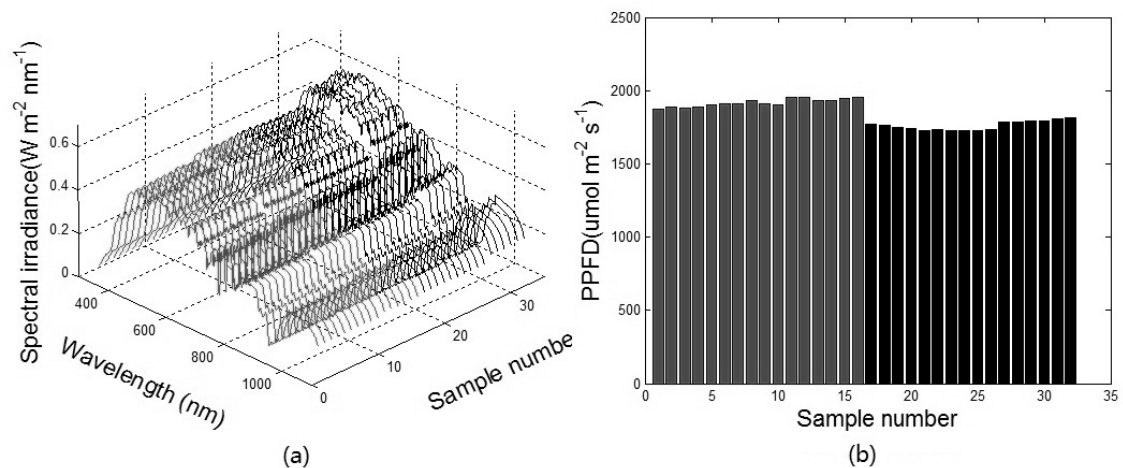 Spectral irradiance(W m⁻² nm⁻¹)
0.6
0.4
0.2
0
400
600
800
1000
Wavelength (nm)
0
10
20
30
Sample numbe
(a)
PPFD(umol m⁻² s⁻¹)
2500
2000
1500
1000
500
0
0 5 10 15 20 25 30 35
Sample number
(b)